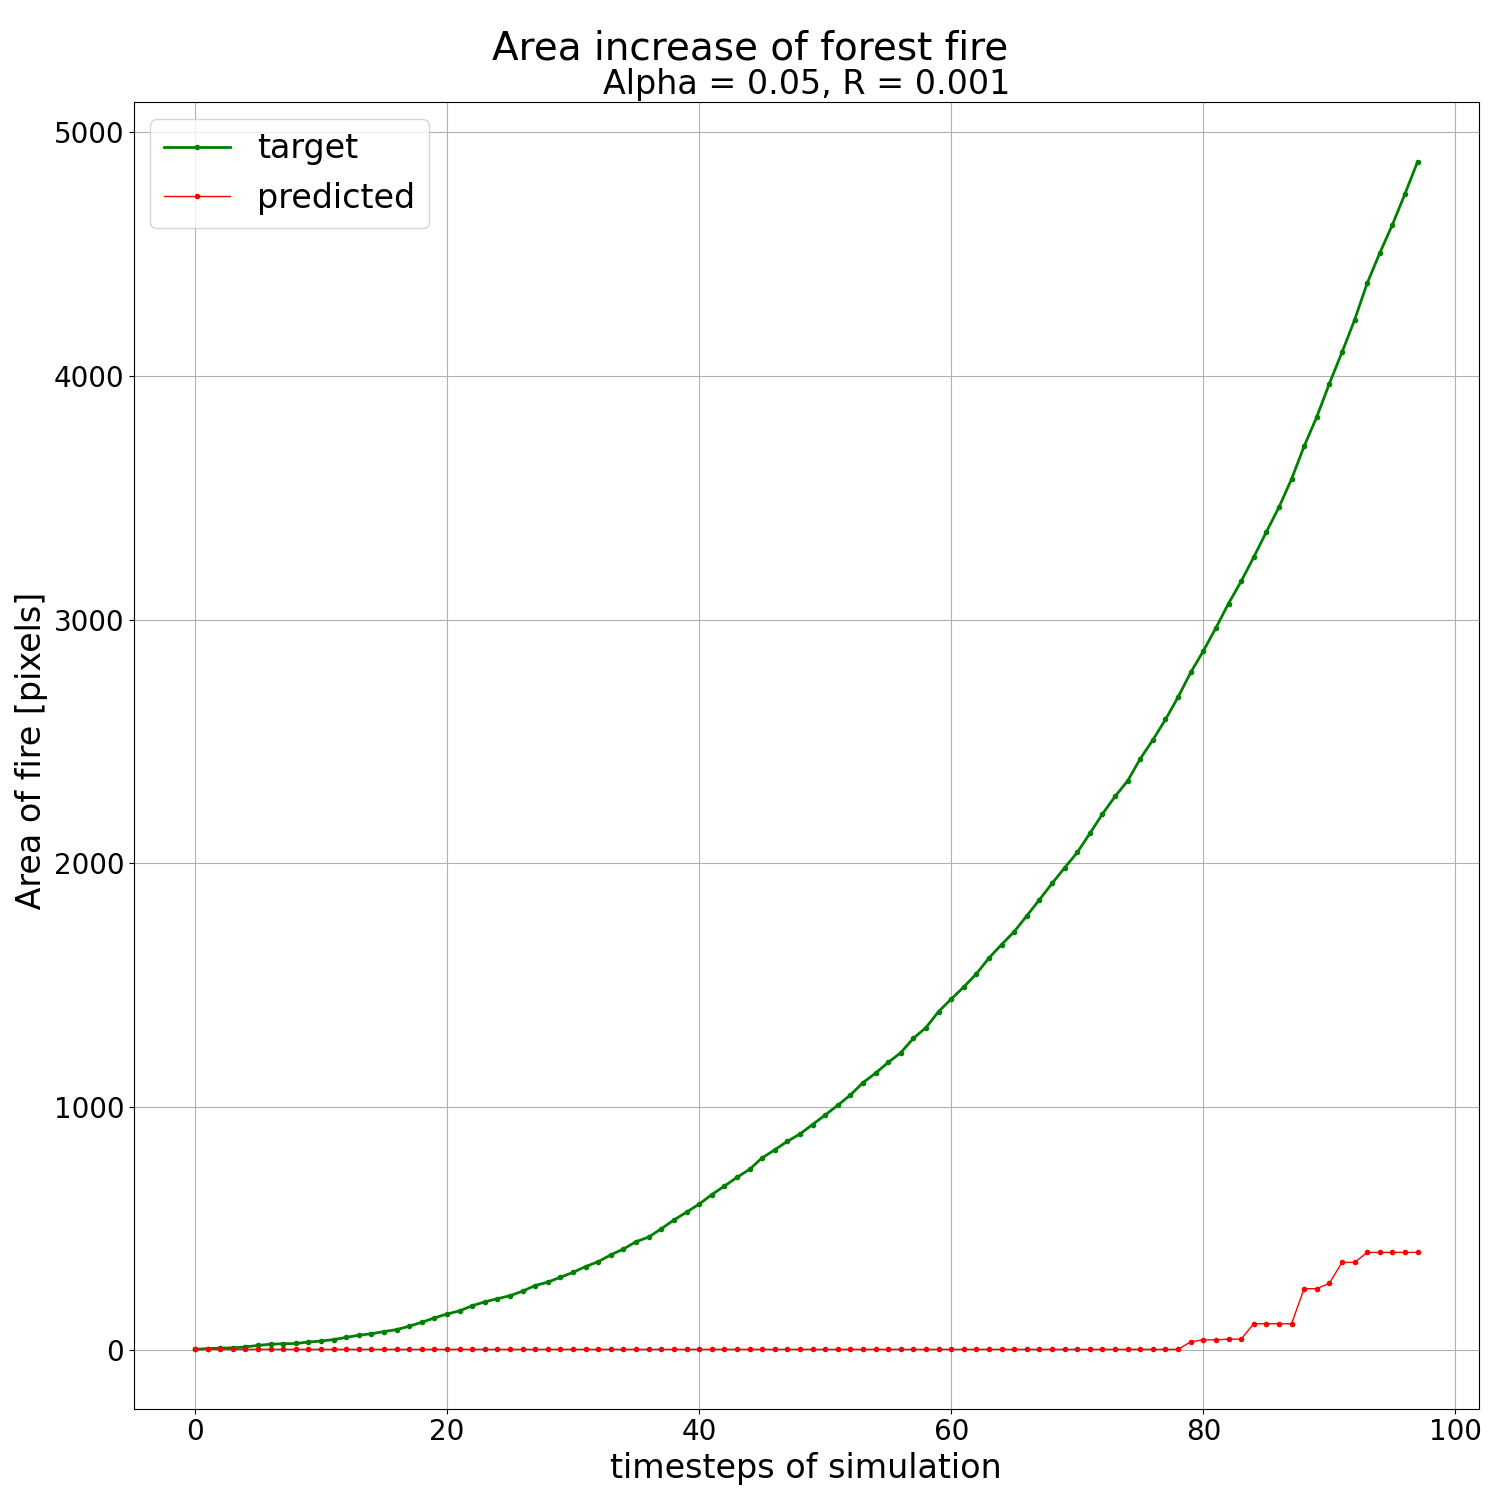 Area increase of forest fire
Alpha = 0.05, R = 0.001
target
predicted
5000
4000
3000
2000
1000
0
Area of fire [pixels]
0 20 40 60 80 100
timesteps of simulation